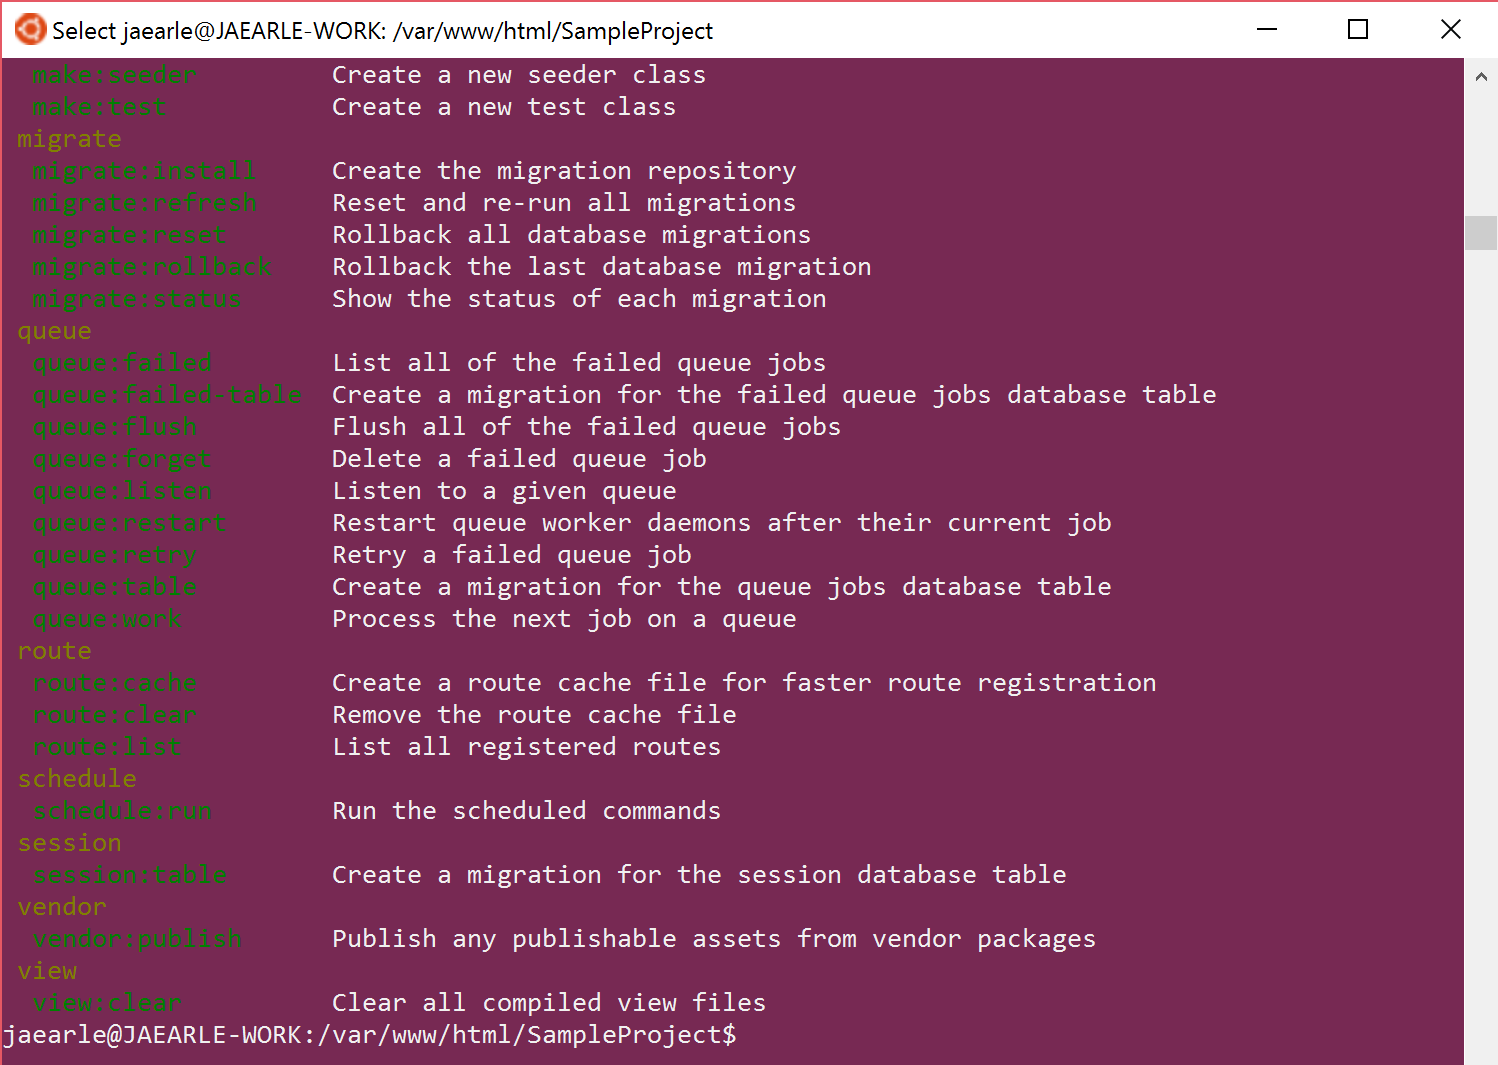 Select jaearle@JAEARLE-WORK: /var/www/html/SampleProject
make:seeder Create a new seeder class
make:test Create a new test class
migrate
migrate:install Create the migration repository
migrate:refresh Reset and re-run all migrations
migrate:reset Rollback all database migrations
migrate:rollback Rollback the last database migration
migrate:status Show the status of each migration
queue
queue:failed List all of the failed queue jobs
queue:failed-table Create a migration for the failed queue jobs database table
queue:flush Flush all of the failed queue jobs
queue:forget Delete a failed queue job
queue:listen Listen to a given queue
queue:restart Restart queue worker daemons after their current job
queue:retry Retry a failed queue job
queue:table Create a migration for the queue jobs database table
queue:work Process the next job on a queue
route
route:cache Create a route cache file for faster route registration
route:clear Remove the route cache file
route:list List all registered routes
schedule
schedule:run Run the scheduled commands
session
session:table Create a migration for the session database table
vendor
vendor:publish Publish any publishable assets from vendor packages
view
view:clear Clear all compiled view files
jaearle@JAEARLE-WORK:/var/www/html/SampleProject$